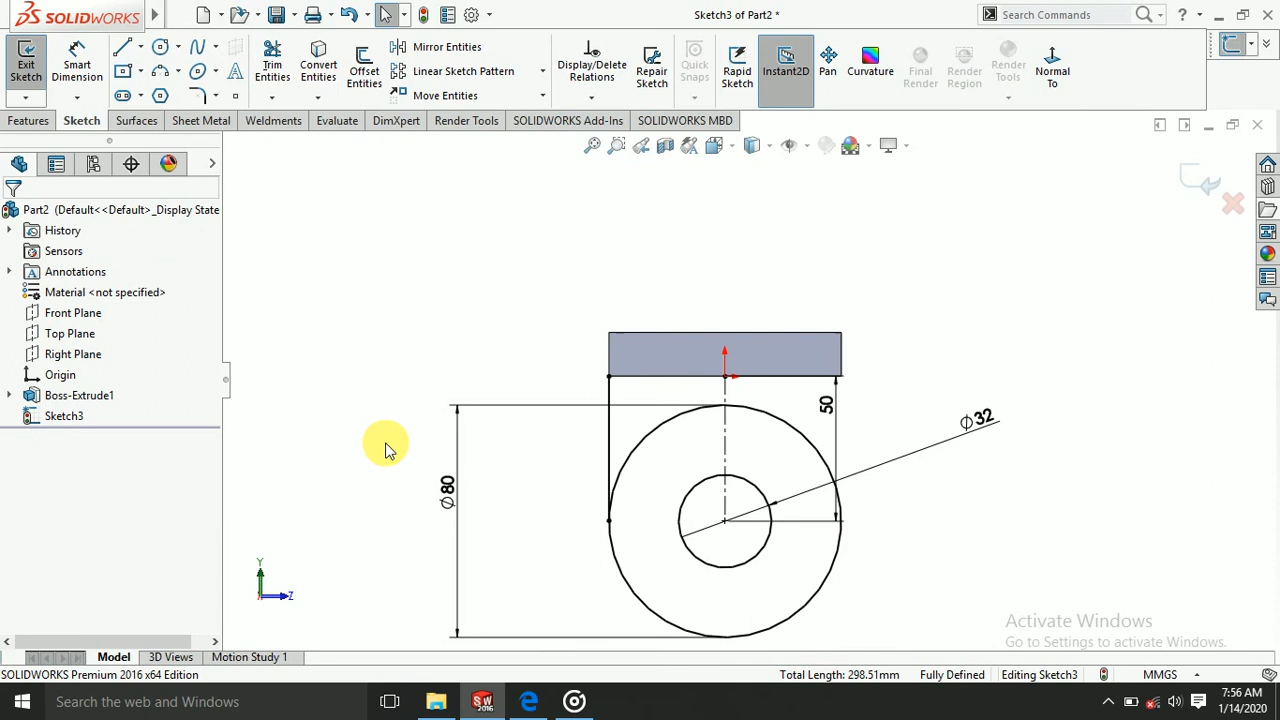 SOLIDWORKS
Sketch3 of Part2 *
Search Commands
Exit Sketch
Smart Dimension
Trim Entities
Convert Entities
Offset Entities
Mirror Entities
Linear Sketch Pattern
Move Entities
Display/Delete Relations
Repair Sketch
Quick Snaps
Rapid Sketch
Instant2D
Pan
Curvature
Final Render
Render Region
Render Tools
Normal To
Features
Sketch
Surfaces
Sheet Metal
Weldments
Evaluate
DimXpert
Render Tools
SOLIDWORKS Add-Ins
SOLIDWORKS MBD
Part2 (Default<<Default>_Display State
History
Sensors
Annotations
Material <not specified>
Front Plane
Top Plane
Right Plane
Origin
Boss-Extrude1
Sketch3
50
⌀32
⌀80
Y
Z
Activate Windows
Go to Settings to activate Windows.
Model
3D Views
Motion Study 1
SOLIDWORKS Premium 2016 x64 Edition
Total Length: 298.51mm
Fully Defined
Editing Sketch3
MMGS
Search the web and Windows
7:56 AM
1/14/2020